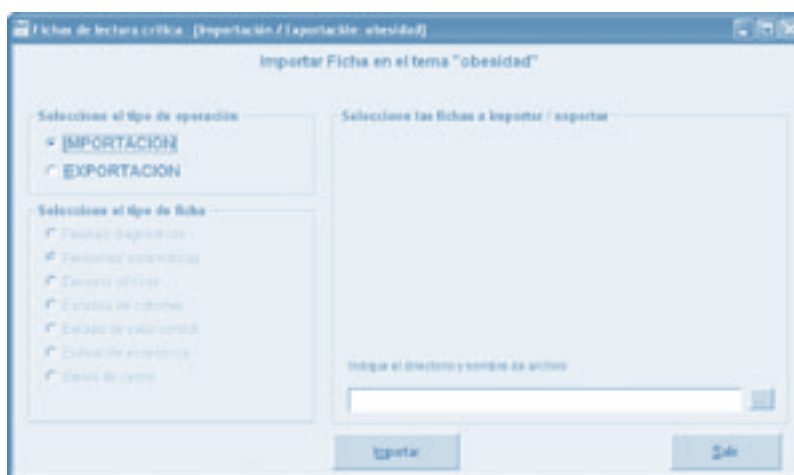 Fichas de lectura crítica - [Importación / Exportación: obesidad]
Importar Ficha en el tema "obesidad"
Seleccione el tipo de operación
IMPORTACION
EXPORTACION
Seleccione las fichas a importar / exportar
Seleccione el tipo de ficha
Pruebas diagnósticas
Revisiones sistemáticas
Ensayos clínicos
Estudios de cohortes
Estudio de caso control
Evaluación económica
Series de casos
Indique el directorio y nombre de archivo
...
Importar
Salir